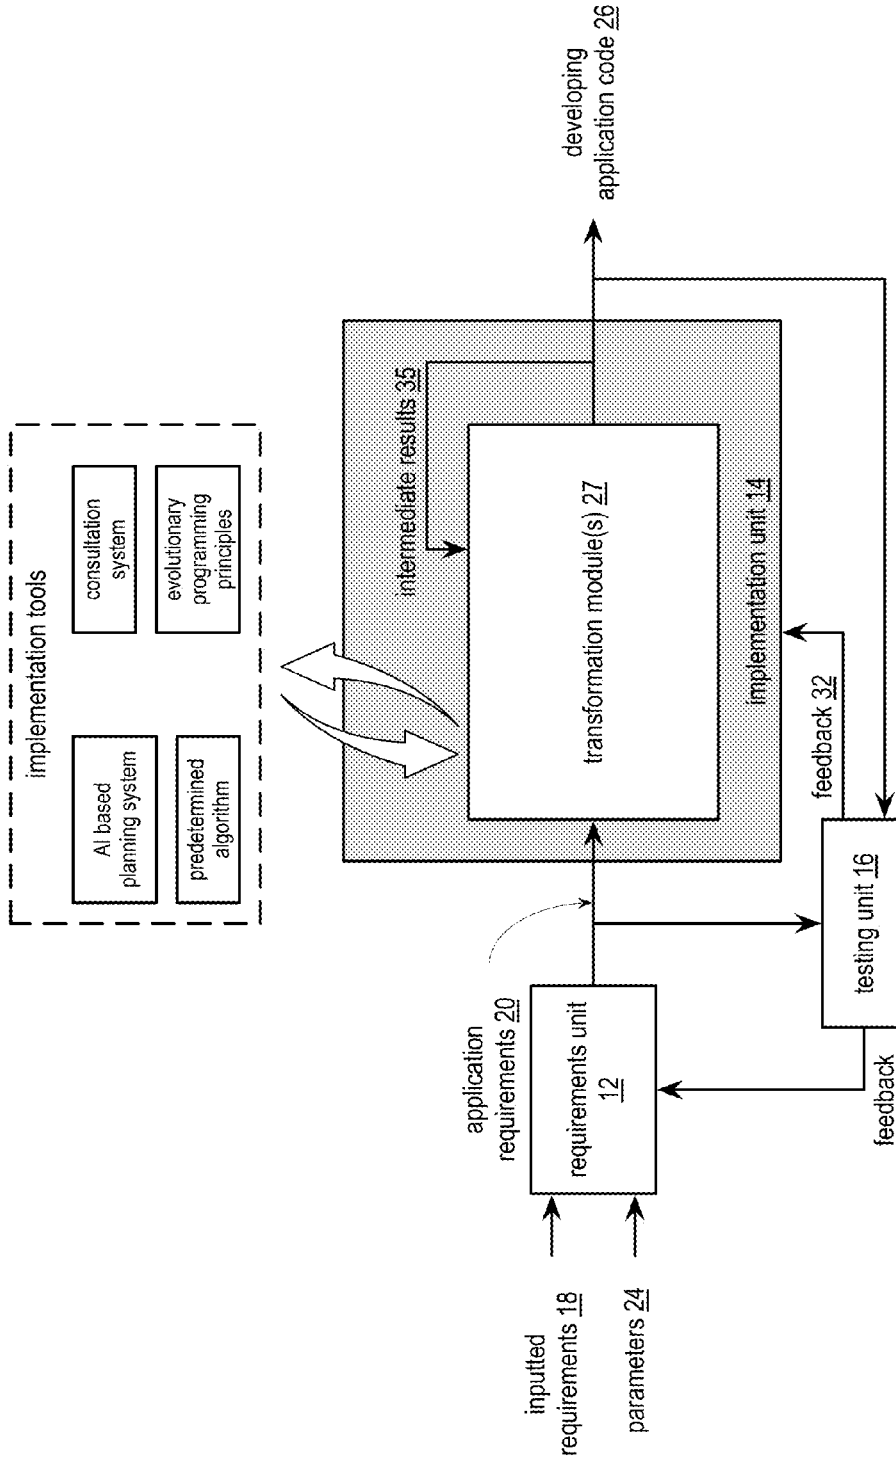 implementation tools
AI based
planning system
consultation
system
predetermined
algorithm
evolutionary
programming
principles
inputted
requirements 18
parameters 24
application
requirements 20
requirements unit
12
intermediate results 35
transformation module(s) 27
implementation unit 14
developing
application code 26
feedback 32
testing unit 16
feedback